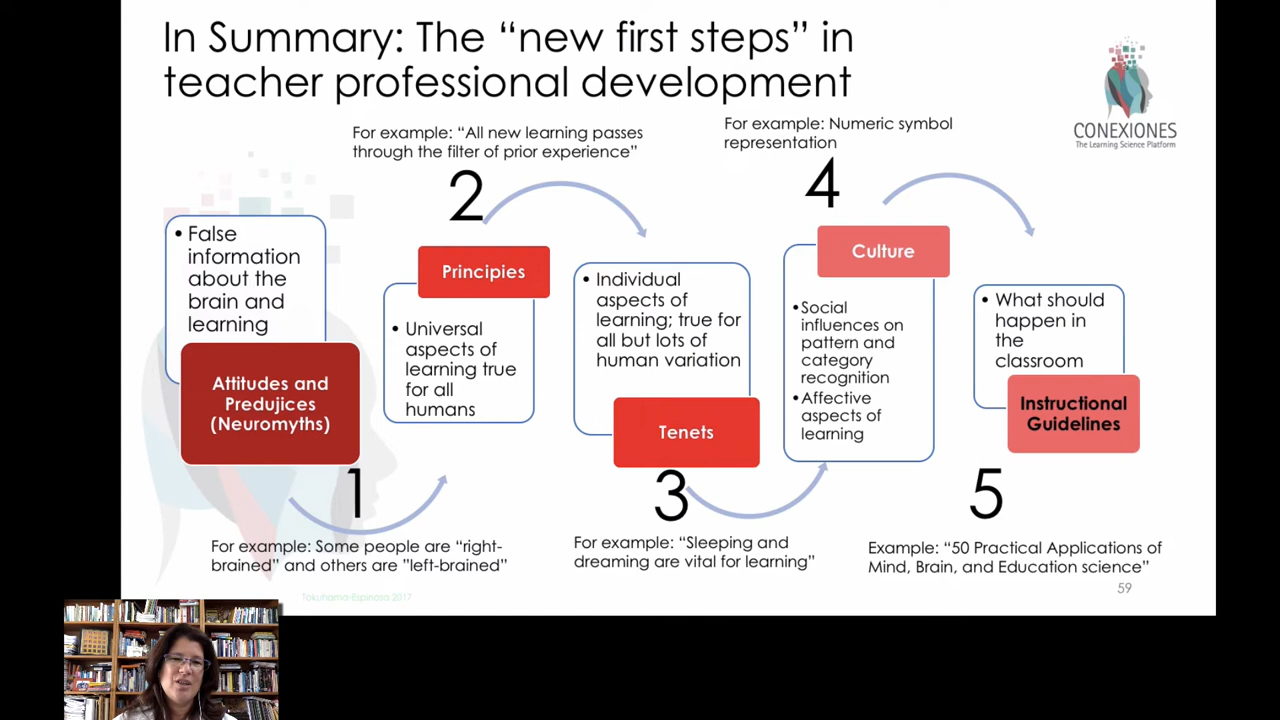 In Summary: The “new first steps” in
teacher professional development
CONEXIONES
The Learning Science Platform
For example: “All new learning passes
through the filter of prior experience”
For example: Numeric symbol
representation
• False
information
about the
brain and
learning
Attitudes and
Predujices
(Neuromyths)
1
For example: Some people are “right-
brained” and others are ”left-brained”
2
Principies
• Universal
aspects of
learning true
for all
humans
• Individual
aspects of
learning; true for
all but lots of
human variation
Tenets
3
For example: “Sleeping and
dreaming are vital for learning”
4
Culture
•Social
influences on
pattern and
category
recognition
•Affective
aspects of
learning
• What should
happen in
the
classroom
Instructional
Guidelines
5
Example: “50 Practical Applications of
Mind, Brain, and Education science”
59
Tokuhama-Espinosa 2017